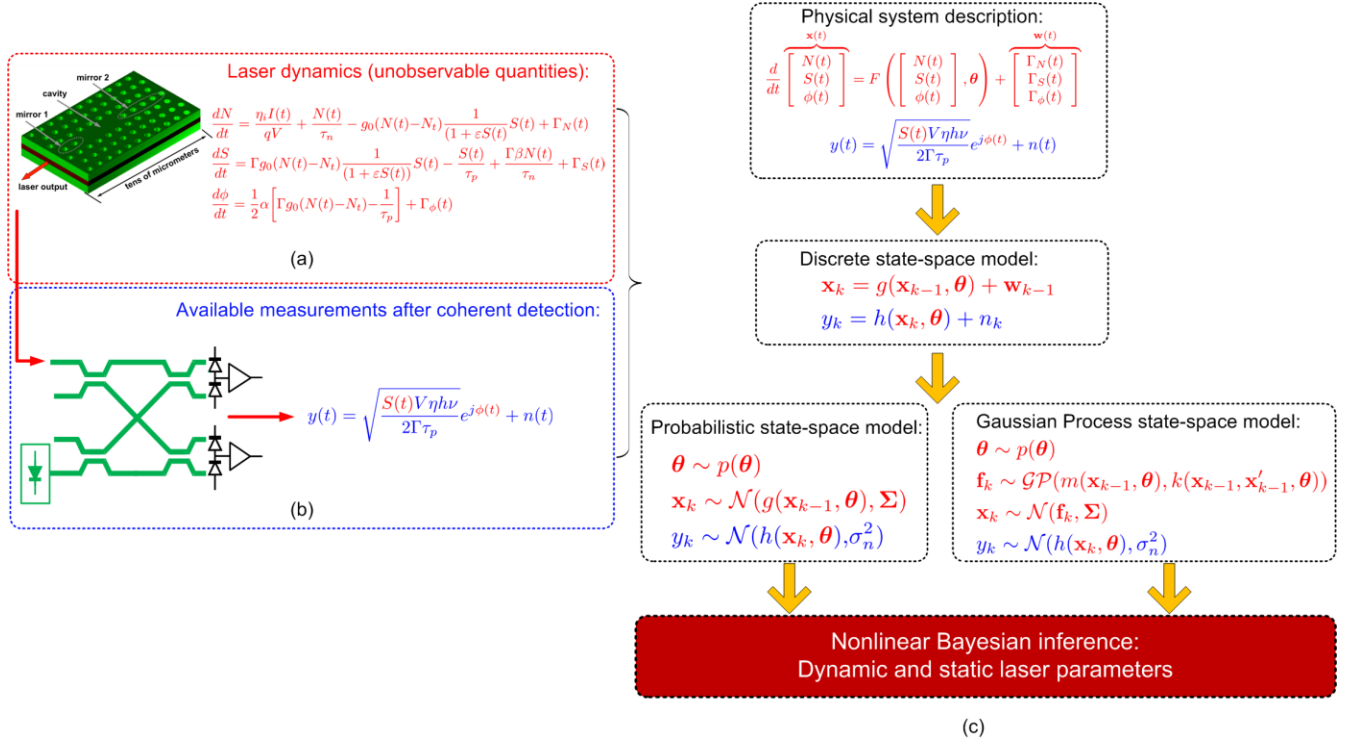 Laser dynamics (unobservable quantities):
mirror 2
cavity
mirror 1
laser output
tens of micrometers
dN/dt = η_i I(t)/qV + N(t)/τ_n − g_0(N(t)−N_t) 1/(1 + εS(t) S(t) + Γ_N(t)
dS/dt = Γg_0(N(t)−N_t) 1/(1 + εS(t)) S(t) − S(t)/τ_p + ΓβN(t)/τ_n + Γ_S(t)
dϕ/dt = 1/2 α[Γg_0(N(t)−N_t) − 1/τ_p] + Γ_ϕ(t)
(a)
Available measurements after coherent detection:
y(t) = √(S(t)Vηhν/2Γτ_p) e^{jϕ(t)} + n(t)
(b)
Physical system description:
x(t) w(t)
d/dt [N(t) S(t) ϕ(t)] = F([N(t) S(t) ϕ(t)], θ) + [Γ_N(t) Γ_S(t) Γ_ϕ(t)]
y(t) = √(S(t)Vηhν/2Γτ_p) e^{jϕ(t)} + n(t)
Discrete state-space model:
x_k = g(x_{k−1}, θ) + w_{k−1}
y_k = h(x_k, θ) + n_k
Probabilistic state-space model:
θ ∼ p(θ)
x_k ∼ N(g(x_{k−1}, θ), Σ)
y_k ∼ N(h(x_k, θ),σ_n^2)
Gaussian Process state-space model:
θ ∼ p(θ)
f_k ∼ GP(m(x_{k−1}, θ), k(x_{k−1}, x′_{k−1}, θ))
x_k ∼ N(f_k, Σ)
y_k ∼ N(h(x_k, θ), σ_n^2)
Nonlinear Bayesian inference:
Dynamic and static laser parameters
(c)